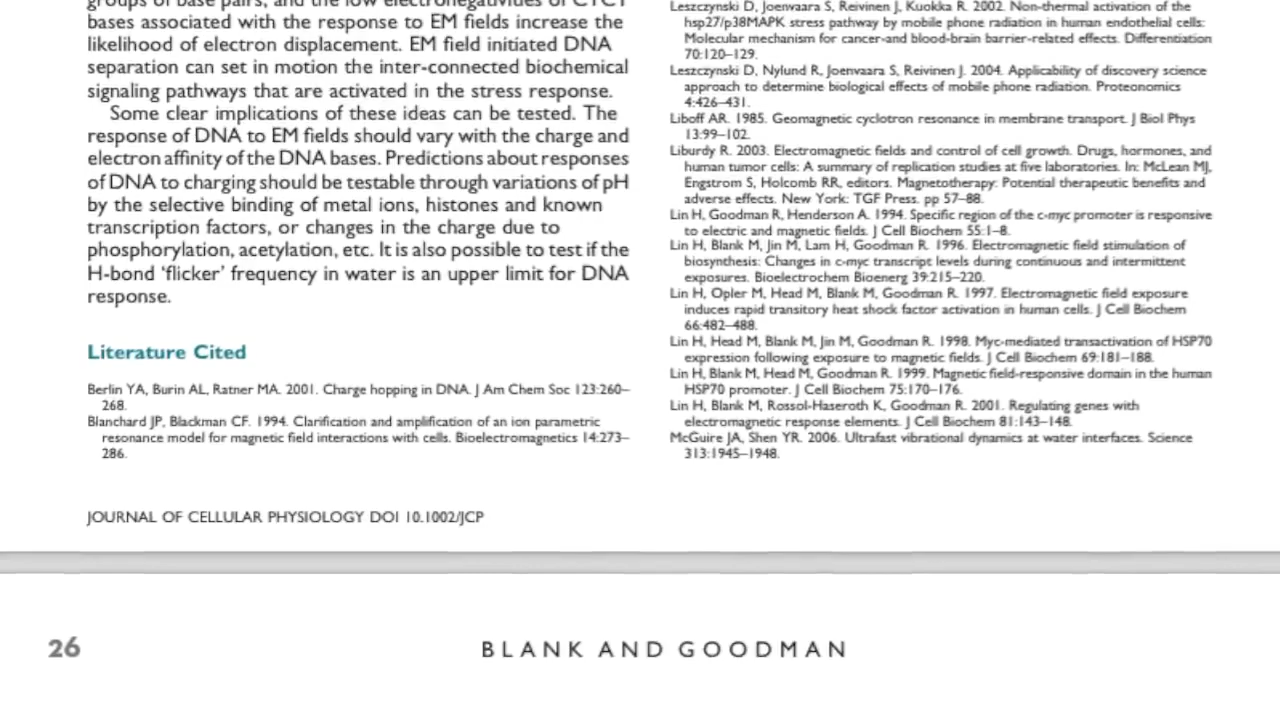 groups of base pairs, and the low electronegativities of CTCT
bases associated with the response to EM fields increase the
likelihood of electron displacement. EM field initiated DNA
separation can set in motion the inter-connected biochemical
signaling pathways that are activated in the stress response.
Some clear implications of these ideas can be tested. The
response of DNA to EM fields should vary with the charge and
electron affinity of the DNA bases. Predictions about responses
of DNA to charging should be testable through variations of pH
by the selective binding of metal ions, histones and known
transcription factors, or changes in the charge due to
phosphorylation, acetylation, etc. It is also possible to test if the
H-bond ‘flicker’ frequency in water is an upper limit for DNA
response.
Literature Cited
Berlin YA, Burin AL, Ratner MA. 2001. Charge hopping in DNA. J Am Chem Soc 123:260–
268.
Blanchard JP, Blackman CF. 1994. Clarification and amplification of an ion parametric
resonance model for magnetic field interactions with cells. Bioelectromagnetics 14:273–
286.
Leszczynski D, Joenvaara S, Reivinen J, Kuokka R. 2002. Non-thermal activation of the
hsp27/p38MAPK stress pathway by mobile phone radiation in human endothelial cells:
Molecular mechanism for cancer-and blood-brain barrier-related effects. Differentiation
70:120–129.
Leszczynski D, Nylund R, Joenvaara S, Reivinen J. 2004. Applicability of discovery science
approach to determine biological effects of mobile phone radiation. Proteonomics
4:426–431.
Liboff AR. 1985. Geomagnetic cyclotron resonance in membrane transport. J Biol Phys
13:99–102.
Liburdy R. 2003. Electromagnetic fields and control of cell growth. Drugs, hormones, and
human tumor cells: A summary of replication studies at five laboratories. In: McLean MJ,
Engstrom S, Holcomb RR, editors. Magnetotherapy: Potential therapeutic benefits and
adverse effects. New York: TGF Press. pp 57–88.
Lin H, Goodman R, Henderson A. 1994. Specific region of the c-myc promoter is responsive
to electric and magnetic fields. J Cell Biochem 55:1–8.
Lin H, Blank M, Jin M, Lam H, Goodman R. 1996. Electromagnetic field stimulation of
biosynthesis: Changes in c-myc transcript levels during continuous and intermittent
exposures. Bioelectrochem Bioenerg 39:215–220.
Lin H, Opler M, Head M, Blank M, Goodman R. 1997. Electromagnetic field exposure
induces rapid transitory heat shock factor activation in human cells. J Cell Biochem
66:482–488.
Lin H, Head M, Blank M, Jin M, Goodman R. 1998. Myc-mediated transactivation of HSP70
expression following exposure to magnetic fields. J Cell Biochem 69:181–188.
Lin H, Blank M, Head M, Goodman R. 1999. Magnetic field-responsive domain in the human
HSP70 promoter. J Cell Biochem 75:170–176.
Lin H, Blank M, Rossol-Haseroth K, Goodman R. 2001. Regulating genes with
electromagnetic response elements. J Cell Biochem 81:143–148.
McGuire JA, Shen YR. 2006. Ultrafast vibrational dynamics at water interfaces. Science
313:1945–1948.
JOURNAL OF CELLULAR PHYSIOLOGY DOI 10.1002/JCP
26
BLANK AND GOODMAN